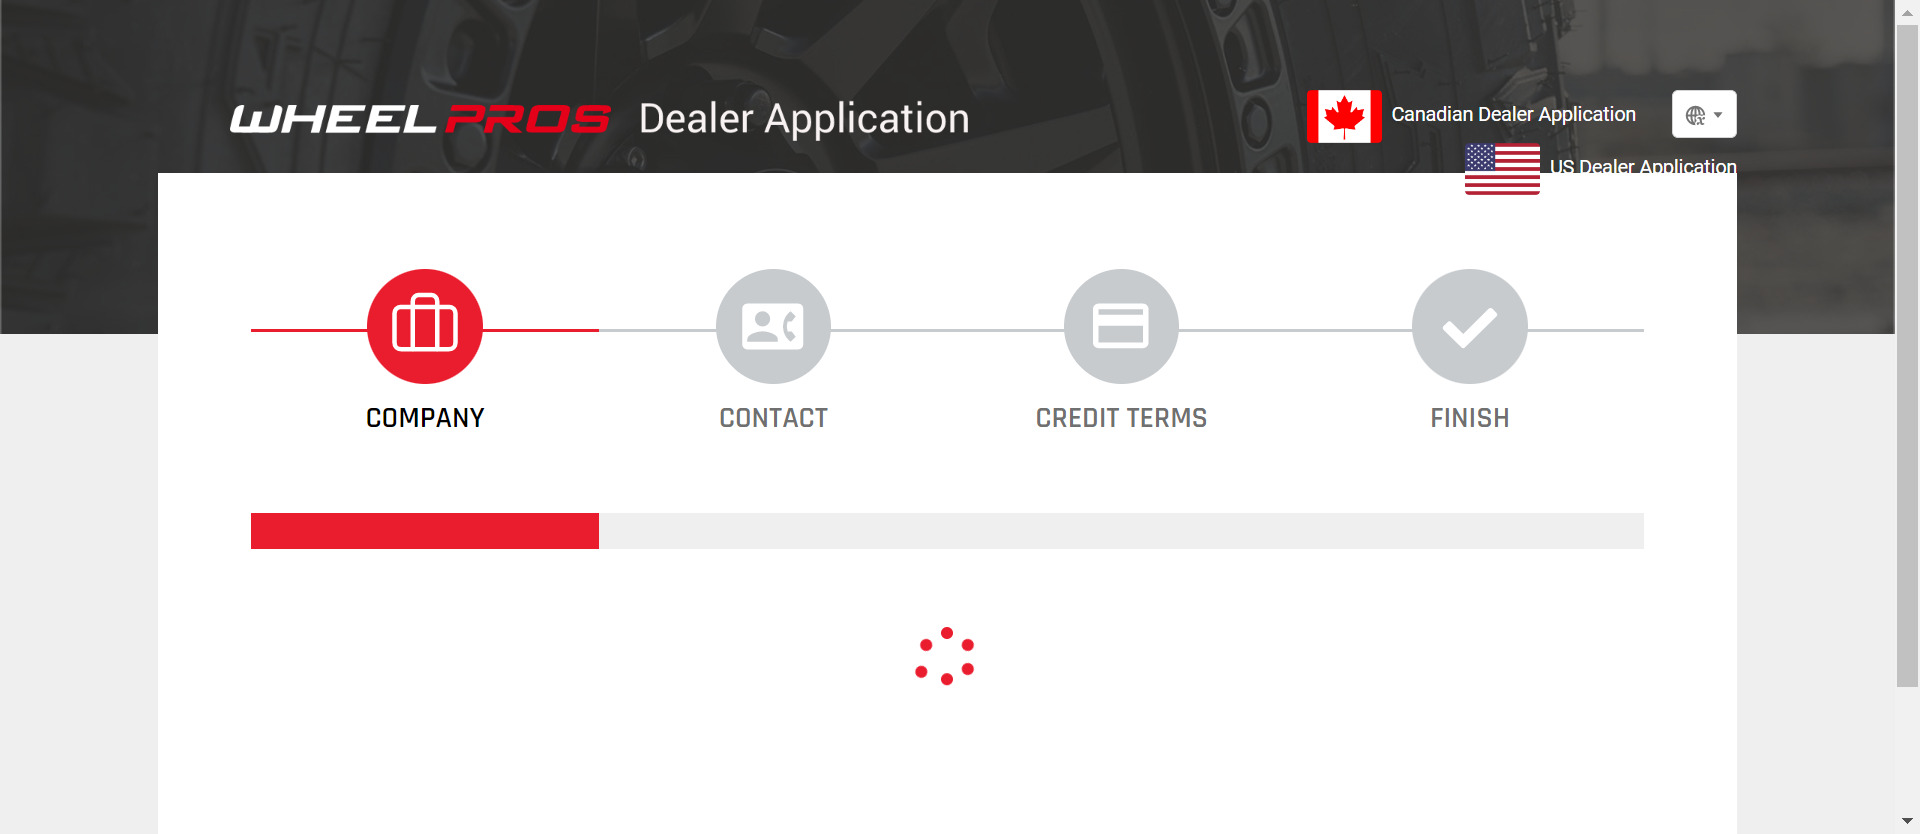 WHEEL PROS Dealer Application
Canadian Dealer Application
US Dealer Application
COMPANY
CONTACT
CREDIT TERMS
FINISH